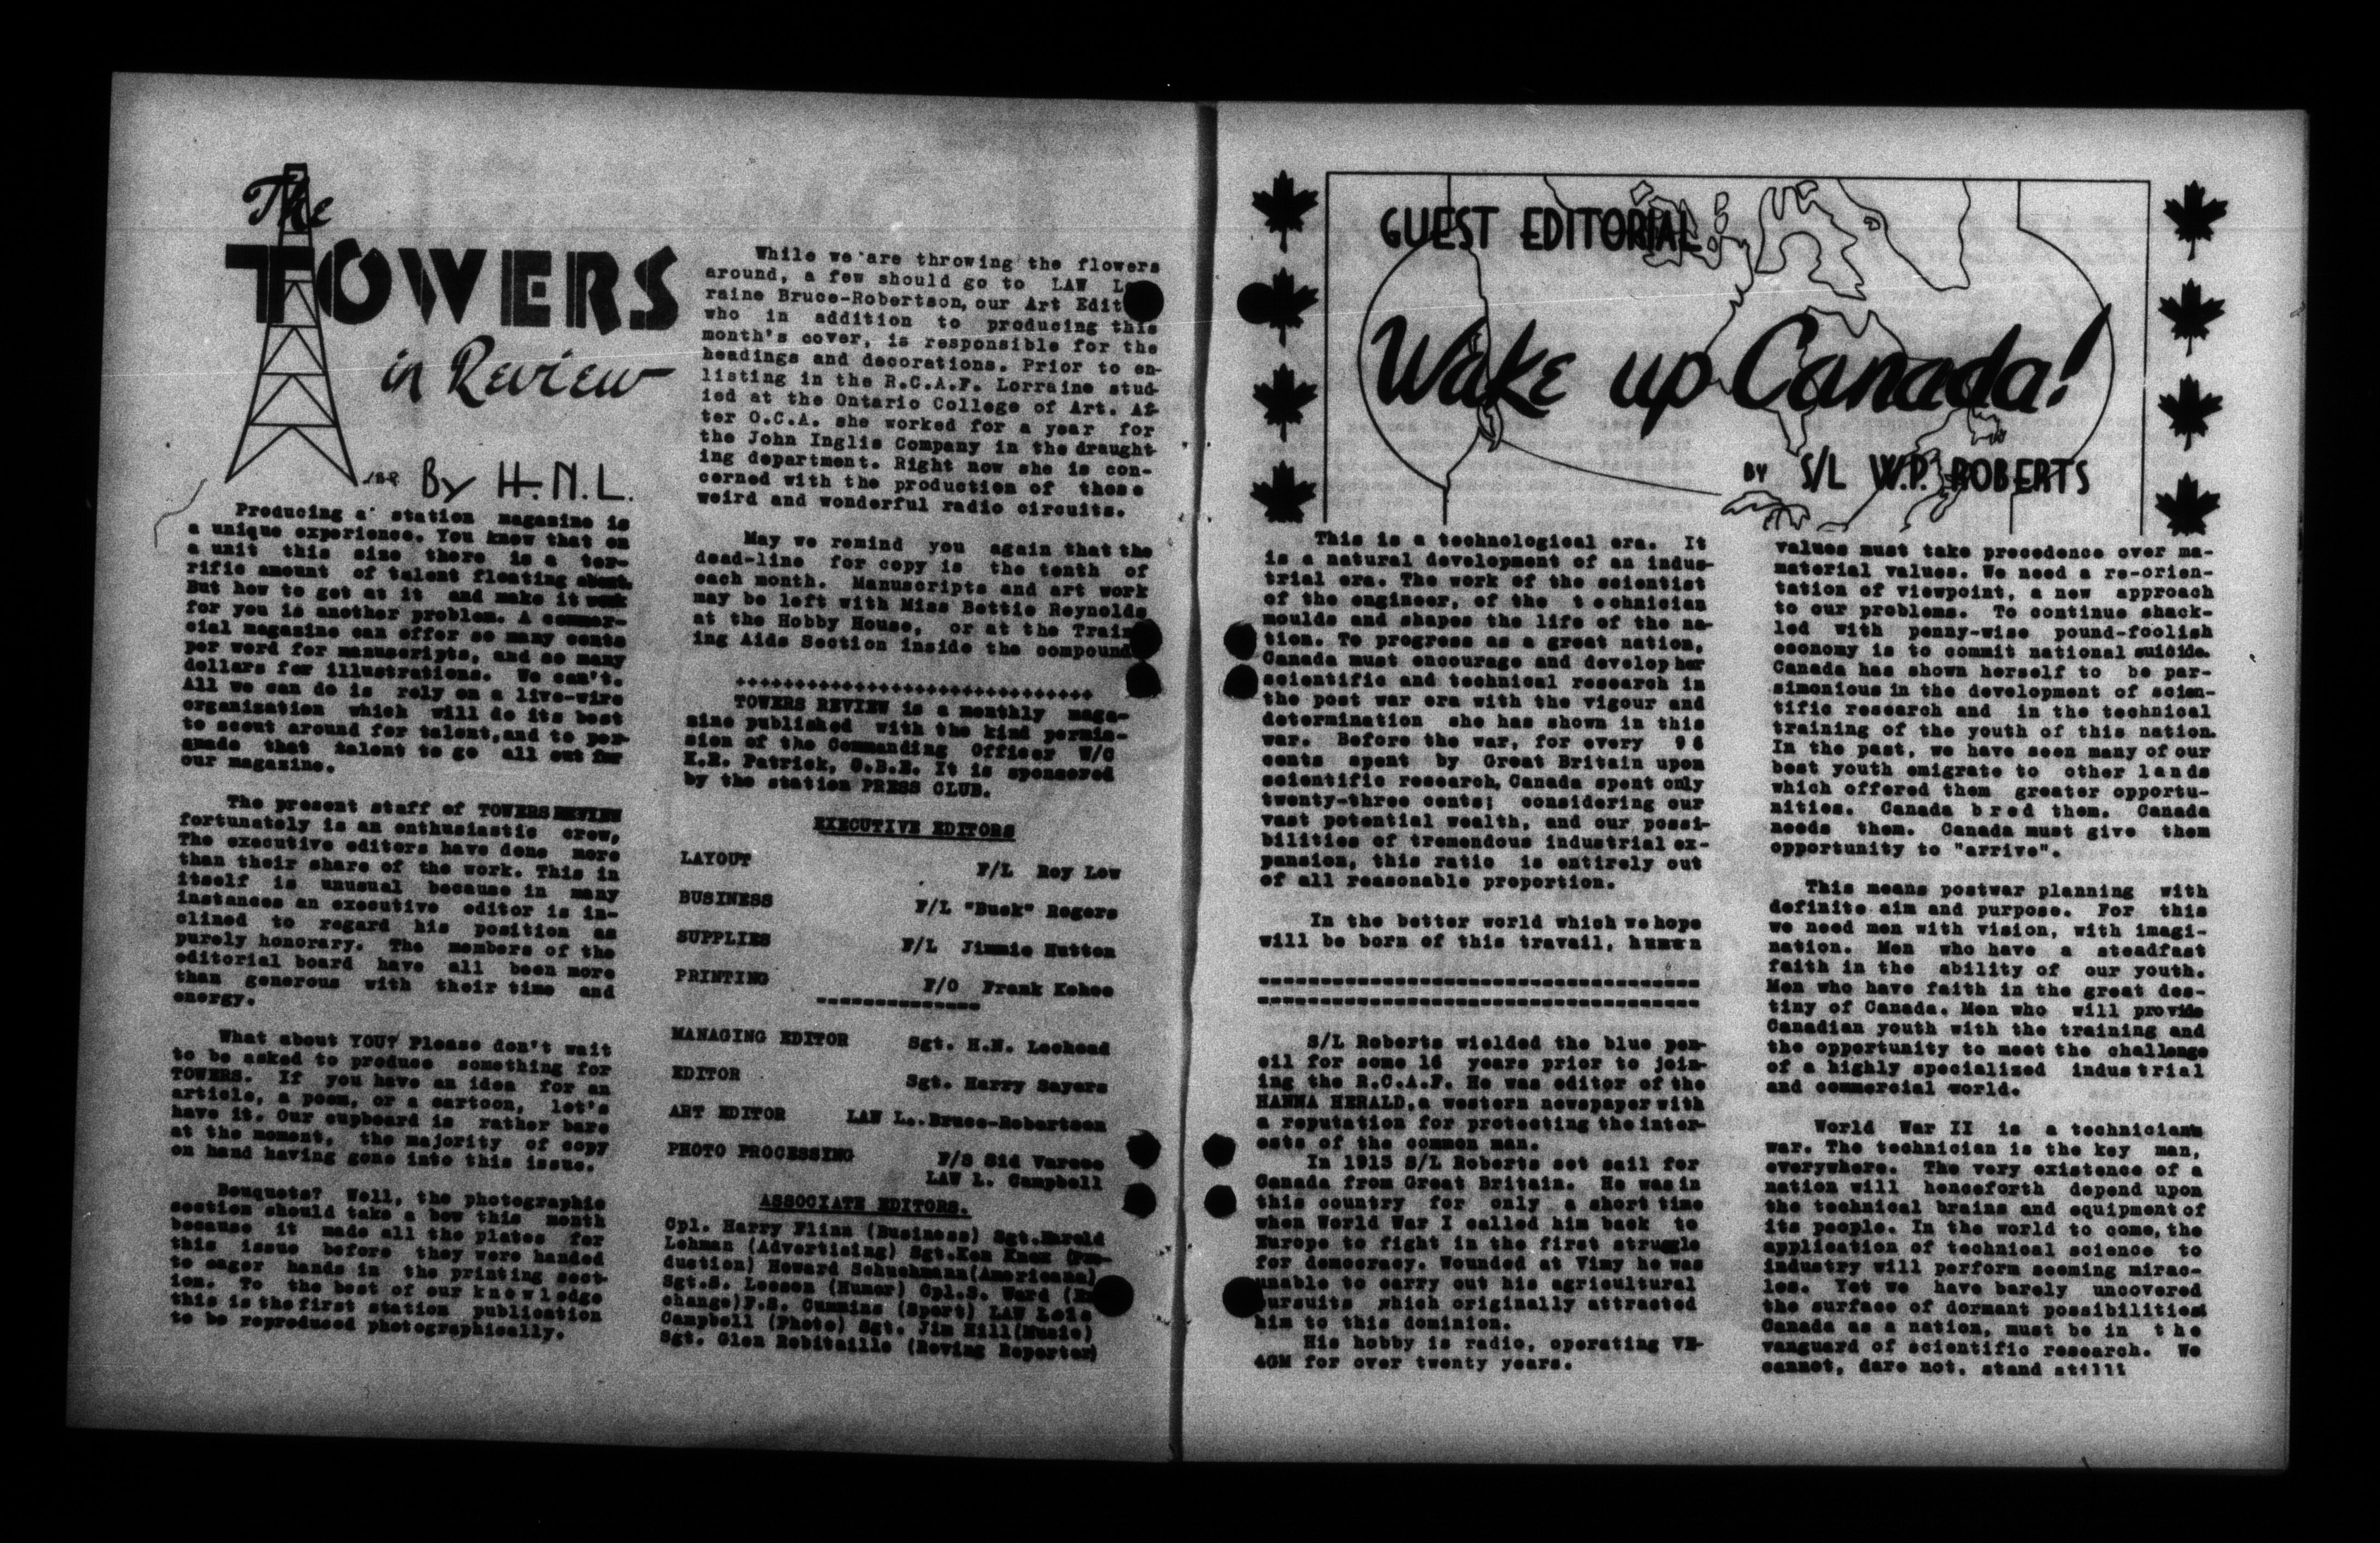 The
TOWERS
in Review
By H.N.L.
Producing a station magazine is
a unique experience. You know that on
a unit this size there is a ter-
rific amount of talent floating about.
But how to get at it and make it work
for you is another problem. A commer-
cial magazine can offer so many cents
per word for manuscripts, and so many
dollars for illustrations. We can't.
All we can do is rely on a live-wire
organization which will do its best
to scout around for talent,and to per-
suade that talent to go all out for
our magazine.
The present staff of TOWERS REVIEW
fortunately is an enthusiastic crew,
The executive editors have done more
than their share of the work. This in
itself is unusual because in many
instances an executive editor is in-
clined to regard his position as
purely honorary. The members of the
editorial board have all been more
than generous with their time and
energy.
What about YOU? Please don't wait
to be asked to produce something for
TOWERS. If you have an idea for an
article, a poem, or a cartoon, let's
have it. Our cupboard is rather bare
at the moment, the majority of copy
on hand having gone into this issue.
Bouquets? Well, the photographic
section should take a bow this month
because it made all the plates for
this issue before they were handed
to eager hands in the printing sect-
ion. To the best of our knowledge
this is the first station publication
to be reproduced photographically.
While we are throwing the flowers
around, a few should go to LAW
raine Bruce-Robertson, our Art
who in addition to producing this
month's cover, is responsible for the
headings and decorations. Prior to en-
listing in the R.C.A.F. Lorraine stud-
ied at the Ontario College of Art. Af-
ter O.C.A. she worked for a year for
the John Inglis Company in the draught-
ing department. Right now she is con-
cerned with the production of those
weird and wonderful radio circuits.
May we remind you again that the
dead-line for copy is the tenth of
each month. Manuscripts and art work
may be left with Miss Bettie Reynolds
at the Hobby House, or at the Train-
ing Aids Section inside the compound
++++++++++++++++++++++++++++++
TOWERS REVIEW is a monthly maga-
zine published with the kind permis-
sion of the Commanding Officer W/C
K.R. Patrick, O.B.E. It is sponsored
by the station PRESS CLUB.
EXECUTIVE EDITORS
LAYOUT F/L Roy Low
BUSINESS F/L "Buck" Rogers
SUPPLIES F/L Jimmie Hutton
PRINTING F/O Frank Kehoe
MANAGING EDITOR Sgt. H.N. Lochead
EDITOR Sgt. Harry Sayers
ART EDITOR LAW L..Bruce-Robertson
PHOTO PROCESSING F/S Sid Varcoe
LAW L. Campbell
ASSOCIATE EDITORS.
Cpl. Harry Flinn (Business) Sgt.Harold
Lehman (Advertising) Sgt.Ken Knox (Pro-
duction) Howard Schuchmann(Americana)
Sgt.S. Lessen (Humor) Cpl.S. Ward (Ex
change)F.S. Cummins (Sport) LAW Lois
Campbell (Photo) Sgt. Jim Hill(Music)
Sgt. Glen Robitaille (Roving Reporter)
GUEST EDITORIAL
Wake up Canada!
BY S/L W.P. ROBERTS
This is a technological era. It
is a natural development of an indus-
trial era. The work of the scientist
of the engineer, of the technician
moulds and shapes the life of the na-
tion. To progress as a great nation,
Canada must encourage and develop her
scientific and technical research in
the post war era with the vigour and
determination she has shown in this
war. Before the war, for every
cents spent by Great Britain upon
scientific research, Canada spent only
twenty-three cents; considering our
vast potential wealth, and our possi-
bilities of tremendous industrial ex-
pansion, this ratio is entirely out
of all reasonable proportion.
In the better world which we hope
will be born of this travail, human
S/L Roberts wielded the blue pen-
cil for some 16 years prior to join-
ing the R.C.A.F. He was editor of the
HANNA HERALD,a western newspaper with
a reputation for protecting the inter-
ests of the common man.
In 1913 S/L Roberts set sail for
Canada from Great Britain. He was in
this country for only a short time
when World War I called him back to
Europe to fight in the first struggle
for democracy. Wounded at Vimy he was
unable to carry out his agricultural
pursuits which originally attracted
him to this dominion.
His hobby is radio, operating VE-
4GM for over twenty years.
values must take precedence over ma-
material values. We need a re-orien-
tation of viewpoint, a new approach
to our problems. To continue shack-
led with penny-wise pound-foolish
economy is to commit national suicide.
Canada has shown herself to be par-
simonious in the development of scien-
tific research and in the technical
training of the youth of this nation.
In the past, we have seen many of our
best youth emigrate to other lands
which offered them greater opportu-
nities. Canada bred them. Canada
needs them. Canada must give them
opportunity to "arrive".
This means postwar planning with
definite aim and purpose. For this
we need men with vision, with imagi-
nation. Men who have a steadfast
faith in the ability of our youth.
Men who have faith in the great des-
tiny of Canada. Men who will provide
Canadian youth with the training and
the opportunity to meet the challenge
of a highly specialized industrial
and commercial world.
World War II is a technicians
war. The technician is the key man,
everywhere. The very existence of a
nation will henceforth depend upon
the technical brains and equipment of
its people. In the world to come,the
application of technical science to
industry will perform seeming mirac-
les. Yet we have barely uncovered
the surface of dormant possibilities!
Canada as a nation, must be in the
vanguard of scientific research. We
cannot, dare not, stand still!